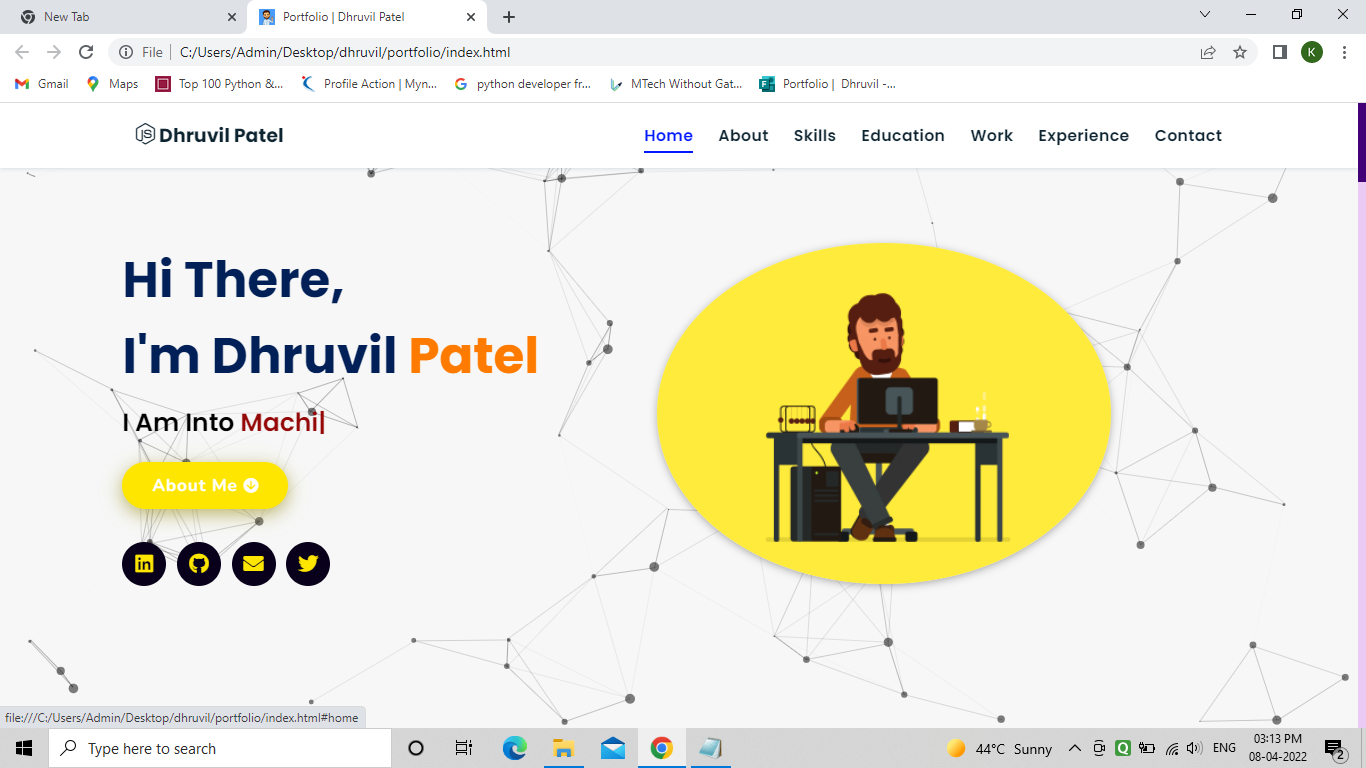 New Tab
Portfolio | Dhruvil Patel
File
C:/Users/Admin/Desktop/dhruvil/portfolio/index.html
K
Gmail
Maps
Top 100 Python &...
Profile Action | Myn...
python developer fr...
MTech Without Gat...
Portfolio | Dhruvil -...
JS Dhruvil Patel
Home
About
Skills
Education
Work
Experience
Contact
Hi There,
I'm Dhruvil Patel
I Am Into Machi|
About Me
in
file:///C:/Users/Admin/Desktop/dhruvil/portfolio/index.html#home
Type here to search
44°C Sunny
ENG
03:13 PM
08-04-2022
2